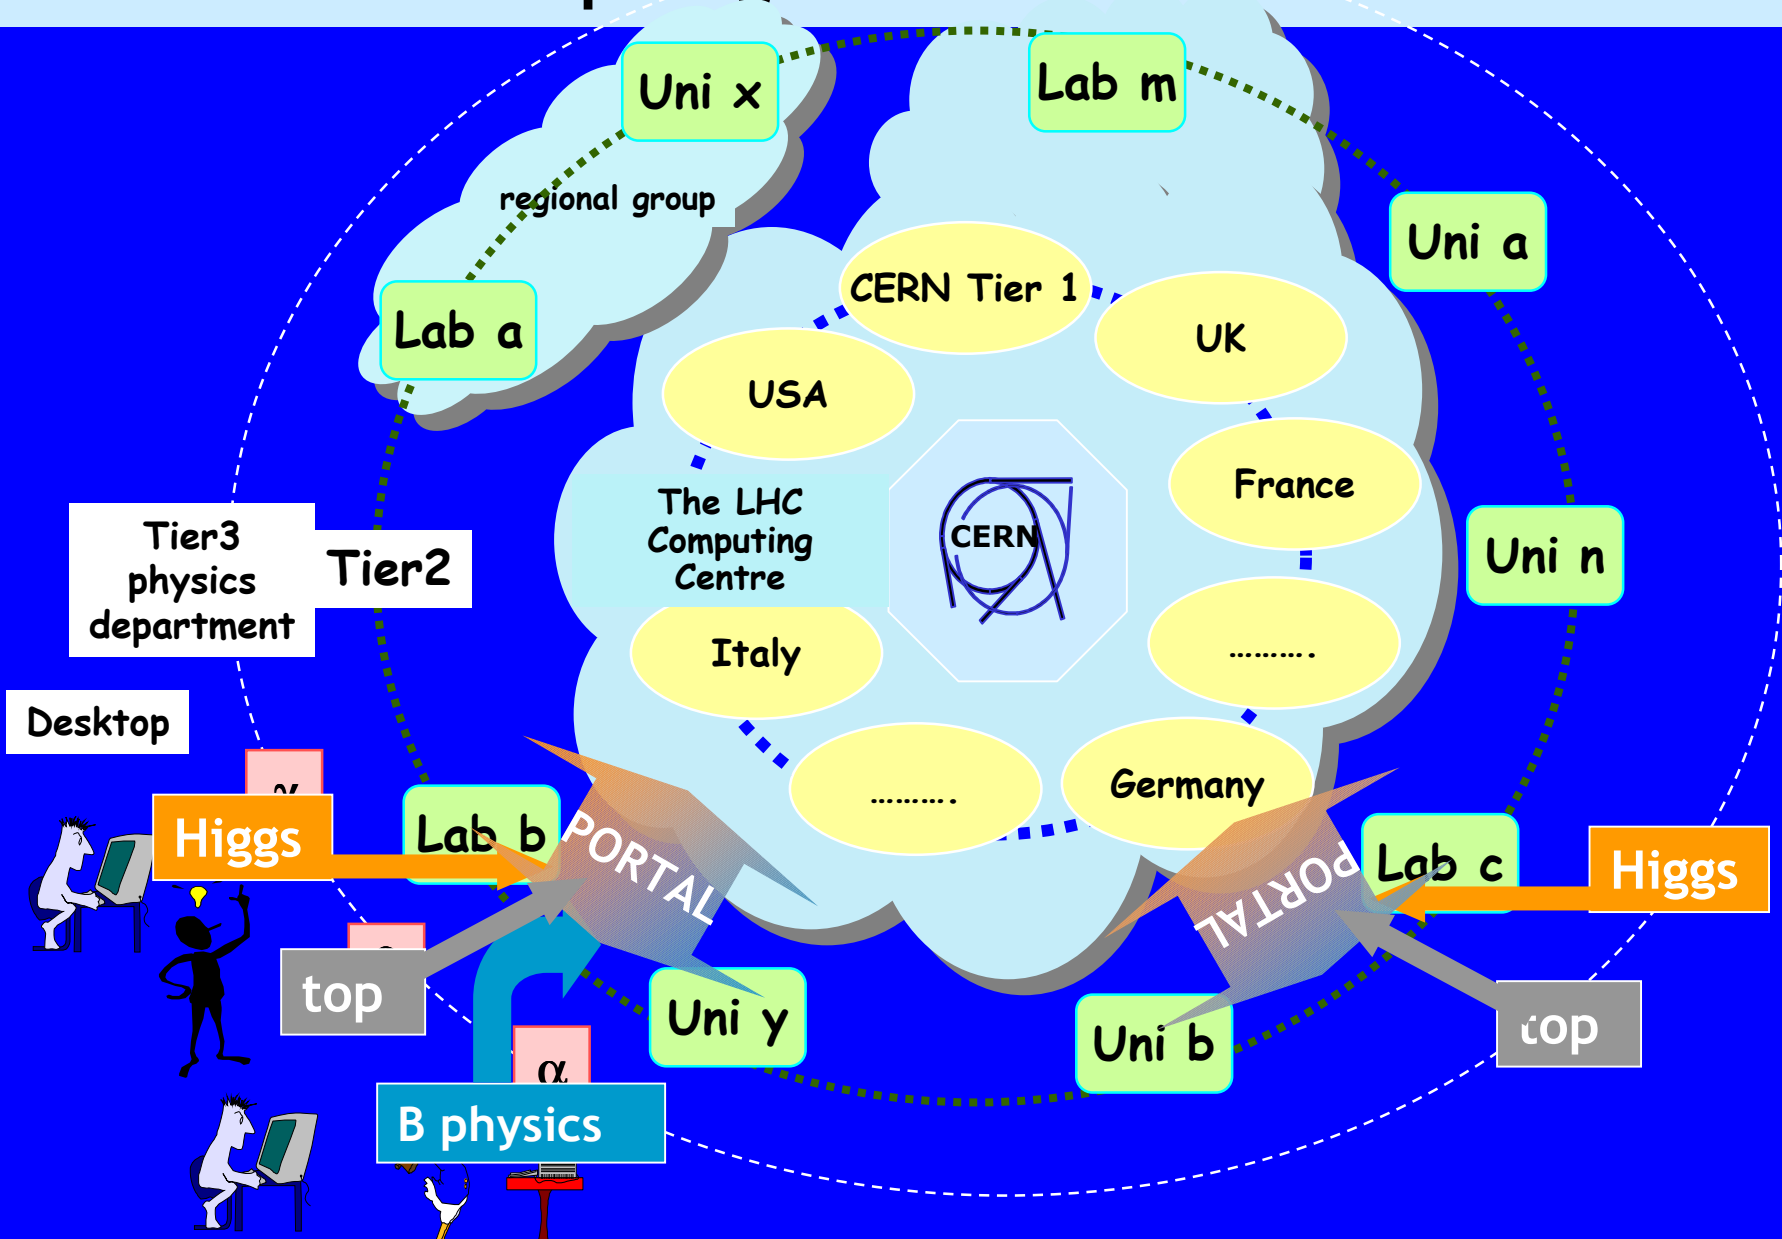 Uni x
Lab m
regional group
Uni a
CERN Tier 1
Lab a
UK
USA
France
The LHC
Computing
Centre
CERN
Tier3
physics
department
Tier2
Uni n
Italy
……….
Desktop
Germany
……….
Higgs
Lab b
PORTAL
PORTAL
Lab c
Higgs
top
Uni y
Uni b
top
α
B physics